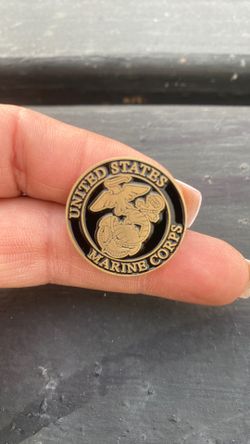 UNITED STATES
MARINE CORPS